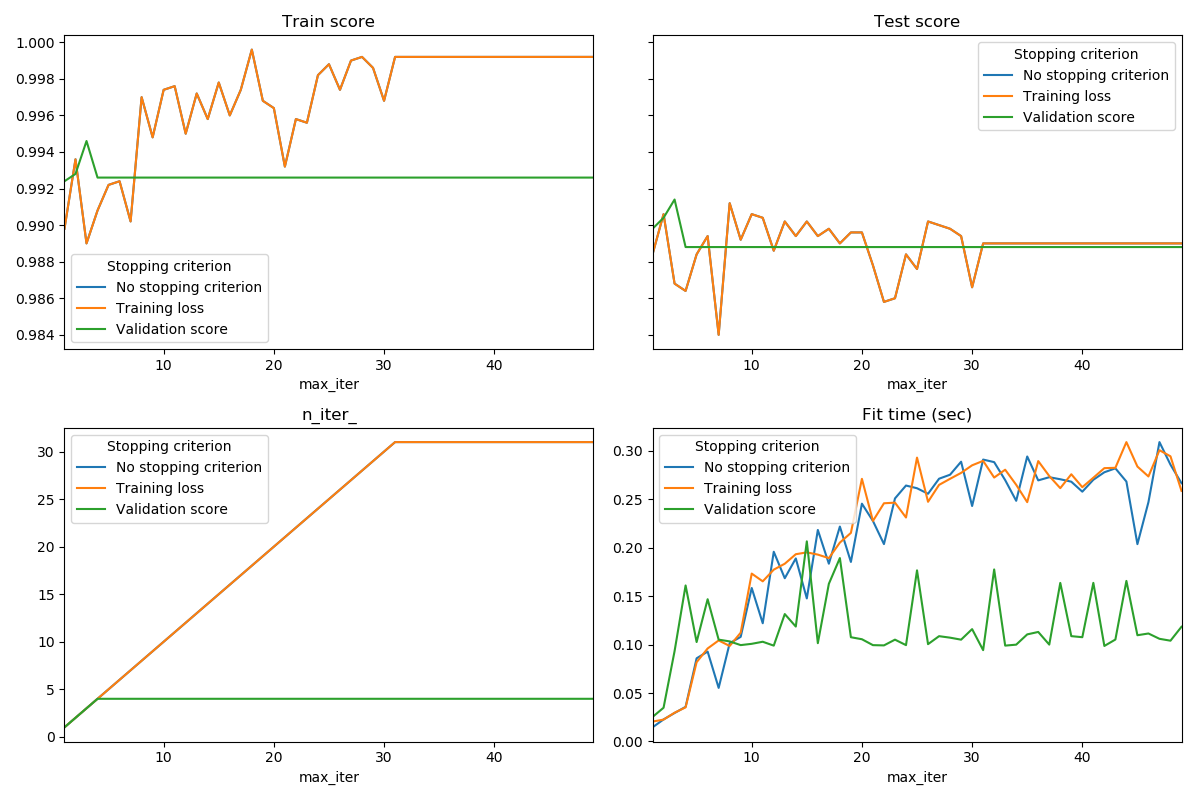 Train score
1.000
0.998
0.996
0.994
0.992
0.990
0.988
0.986
0.984
Stopping criterion
No stopping criterion
Training loss
Validation score
10
20
30
40
max_iter
Test score
Stopping criterion
No stopping criterion
Training loss
Validation score
10
20
30
40
max_iter
n_iter_
30
25
20
15
10
5
0
Stopping criterion
No stopping criterion
Training loss
Validation score
10
20
30
40
max_iter
Fit time (sec)
0.30
0.25
0.20
0.15
0.10
0.05
0.00
Stopping criterion
No stopping criterion
Training loss
Validation score
10
20
30
40
max_iter